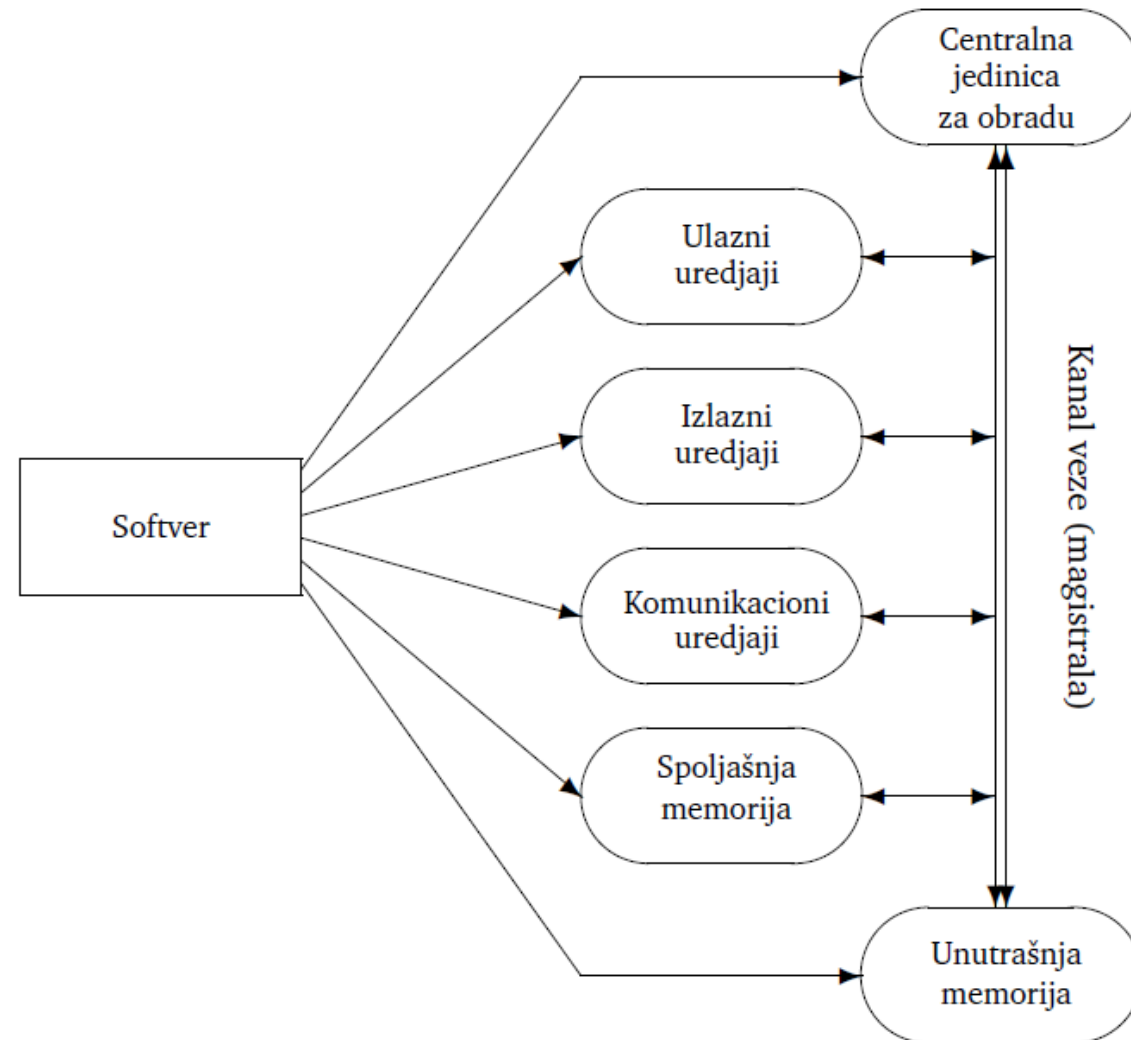 Centralna
jedinica
za obradu
Ulazni
uredjaji
Izlazni
uredjaji
Softver
Kanal veze (magistrala)
Komunikacioni
uredjaji
Spoljašnja
memorija
Unutrašnja
memorija